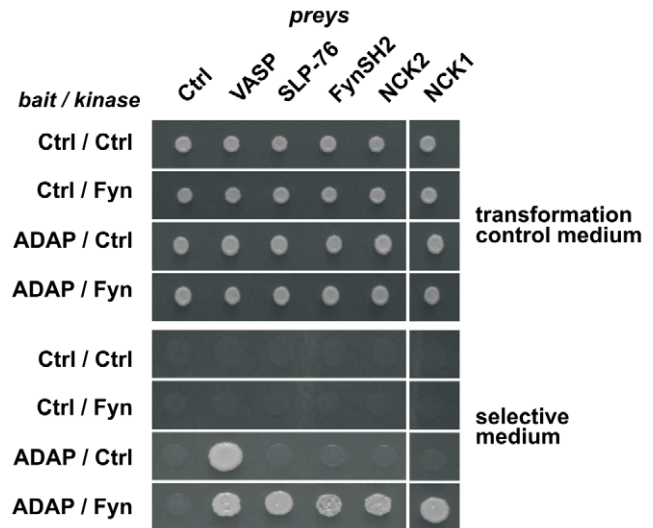 preys
Ctrl VASP SLP-76 FynSH2 NCK2 NCK1
bait / kinase
Ctrl / Ctrl
Ctrl / Fyn
ADAP / Ctrl
ADAP / Fyn
transformation
control medium
Ctrl / Ctrl
Ctrl / Fyn
ADAP / Ctrl
ADAP / Fyn
selective
medium